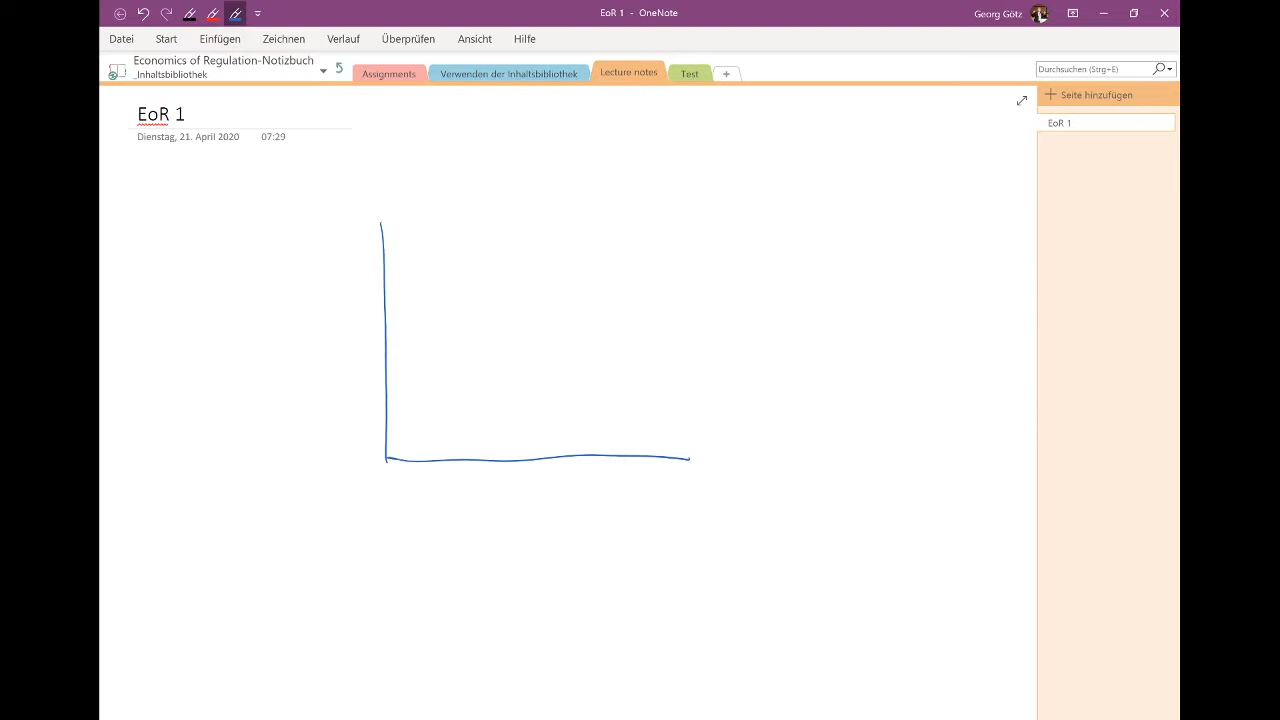 EoR 1 - OneNote
Georg Götz
Datei Start Einfügen Zeichnen Verlauf Überprüfen Ansicht Hilfe
Economics of Regulation-Notizbuch
_Inhaltsbibliothek
Assignments Verwenden der Inhaltsbibliothek Lecture notes Test +
Durchsuchen (Strg+E)
Seite hinzufügen
EoR 1
EoR 1
Dienstag, 21. April 2020 07:29